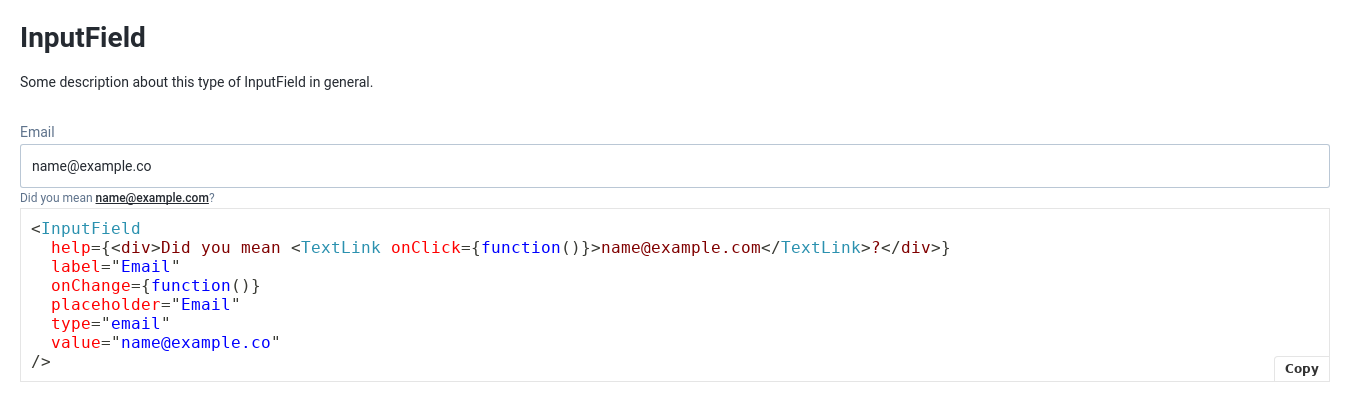 InputField
Some description about this type of InputField in general.
Email
name@example.co
Did you mean name@example.com?
<InputField
  help={<div>Did you mean <TextLink onClick={function()}>name@example.com</TextLink>?</div>}
  label="Email"
  onChange={function()}
  placeholder="Email"
  type="email"
  value="name@example.co"
/>
Copy